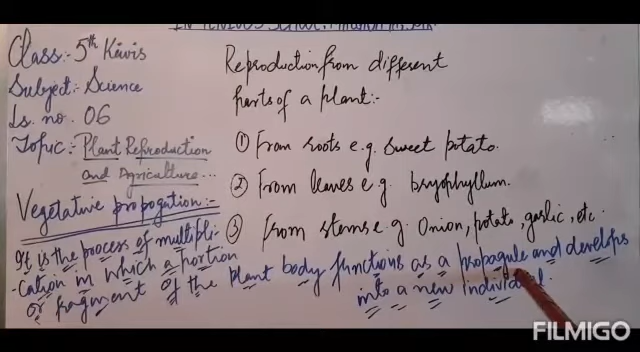 Class:- 5th Kiwis
Subject:- Science
Ls. no. 06
Topic:- Plant Reproduction
and Agriculture...
Vegetative propogation:-
It is the process of multipli-
cation in which a portion
or fragment of the plant body functions as a propagule and develops
into a new individual.
Reproduction from different
parts of a plant:-
① From roots e.g. sweet potato.
② From leaves e.g. bryophyllum.
③ From stems e.g. Onion, potato, garlic, etc.
FILMIGO